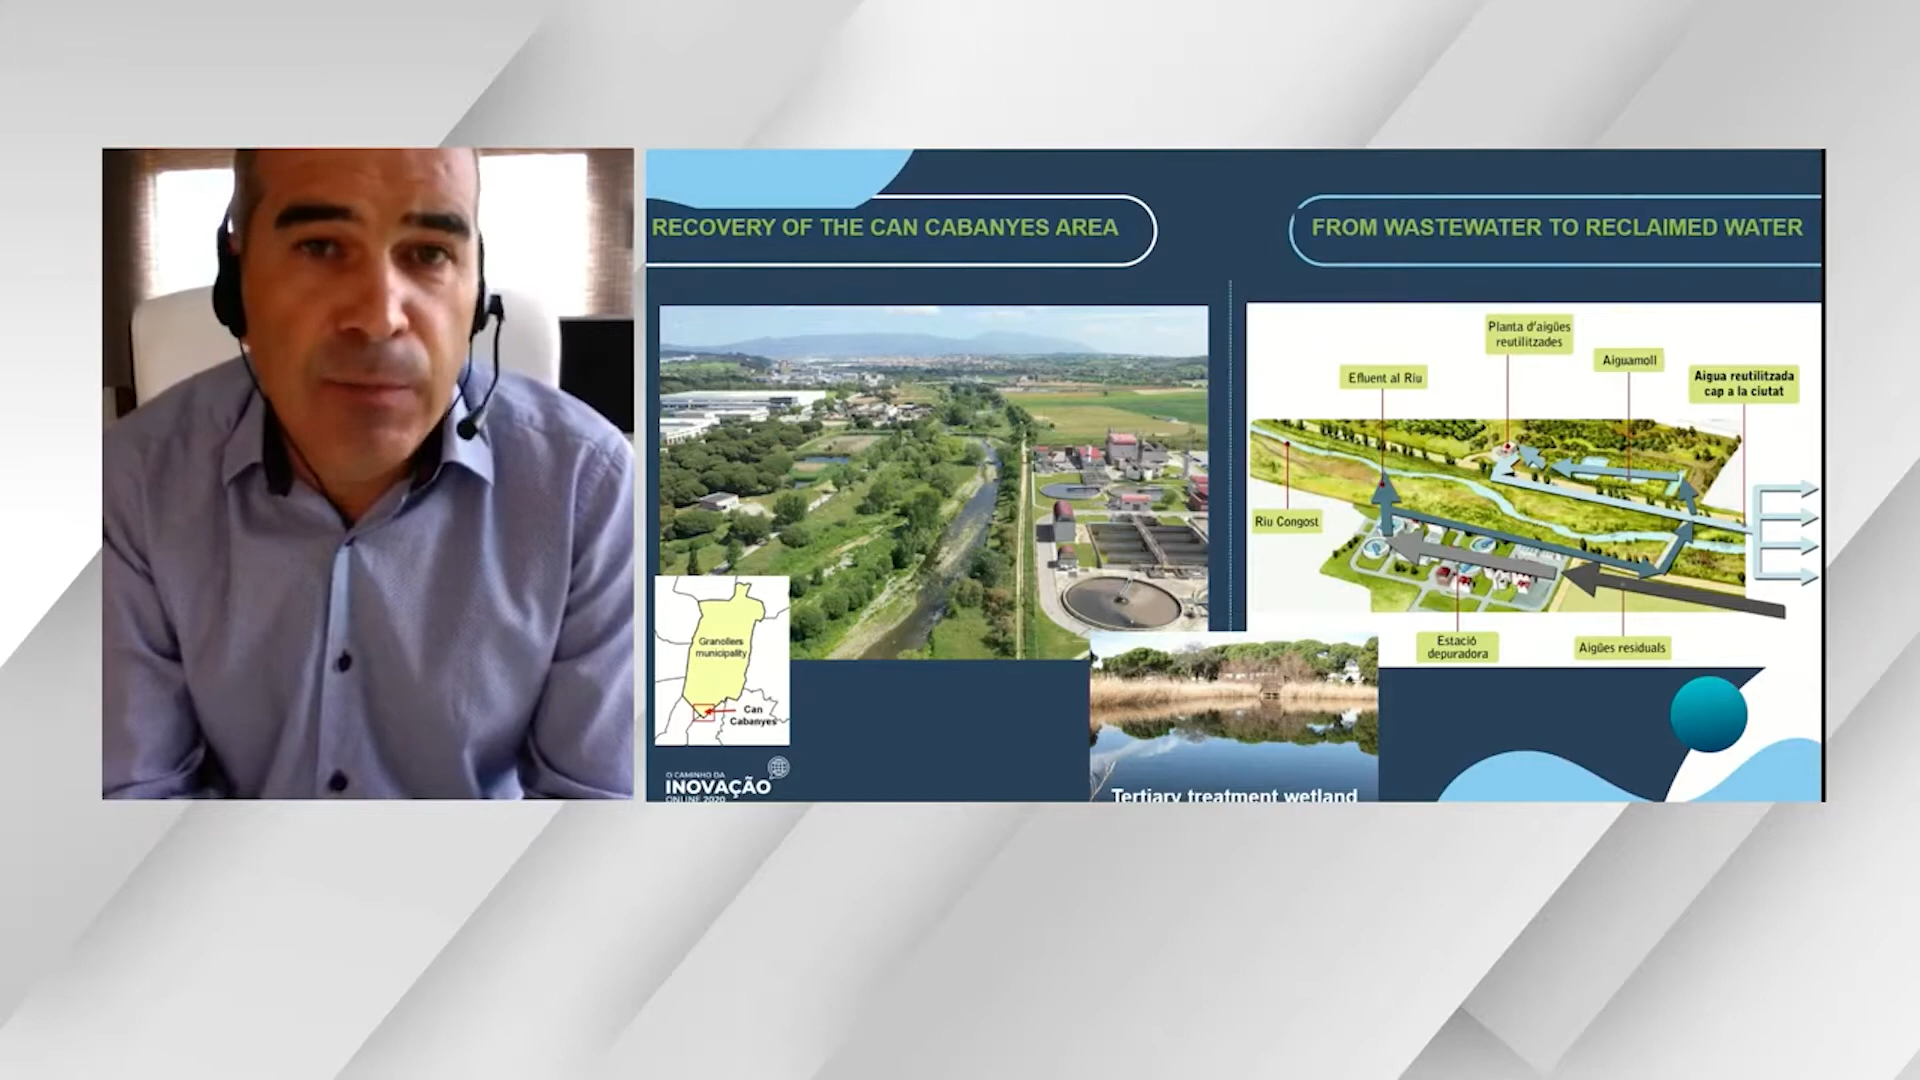 RECOVERY OF THE CAN CABANYES AREA
FROM WASTEWATER TO RECLAIMED WATER
Planta d'aigües
reutilitzades
Aiguamoll
Efluent al Riu
Aigua reutilitzada
cap a la ciutat
Riu Congost
Estació
depuradora
Aigües residuals
Granollers
municipality
Can
Cabanyes
O CAMINHO DA
INOVAÇÃO
ONLINE 2020
Tertiary treatment wetland